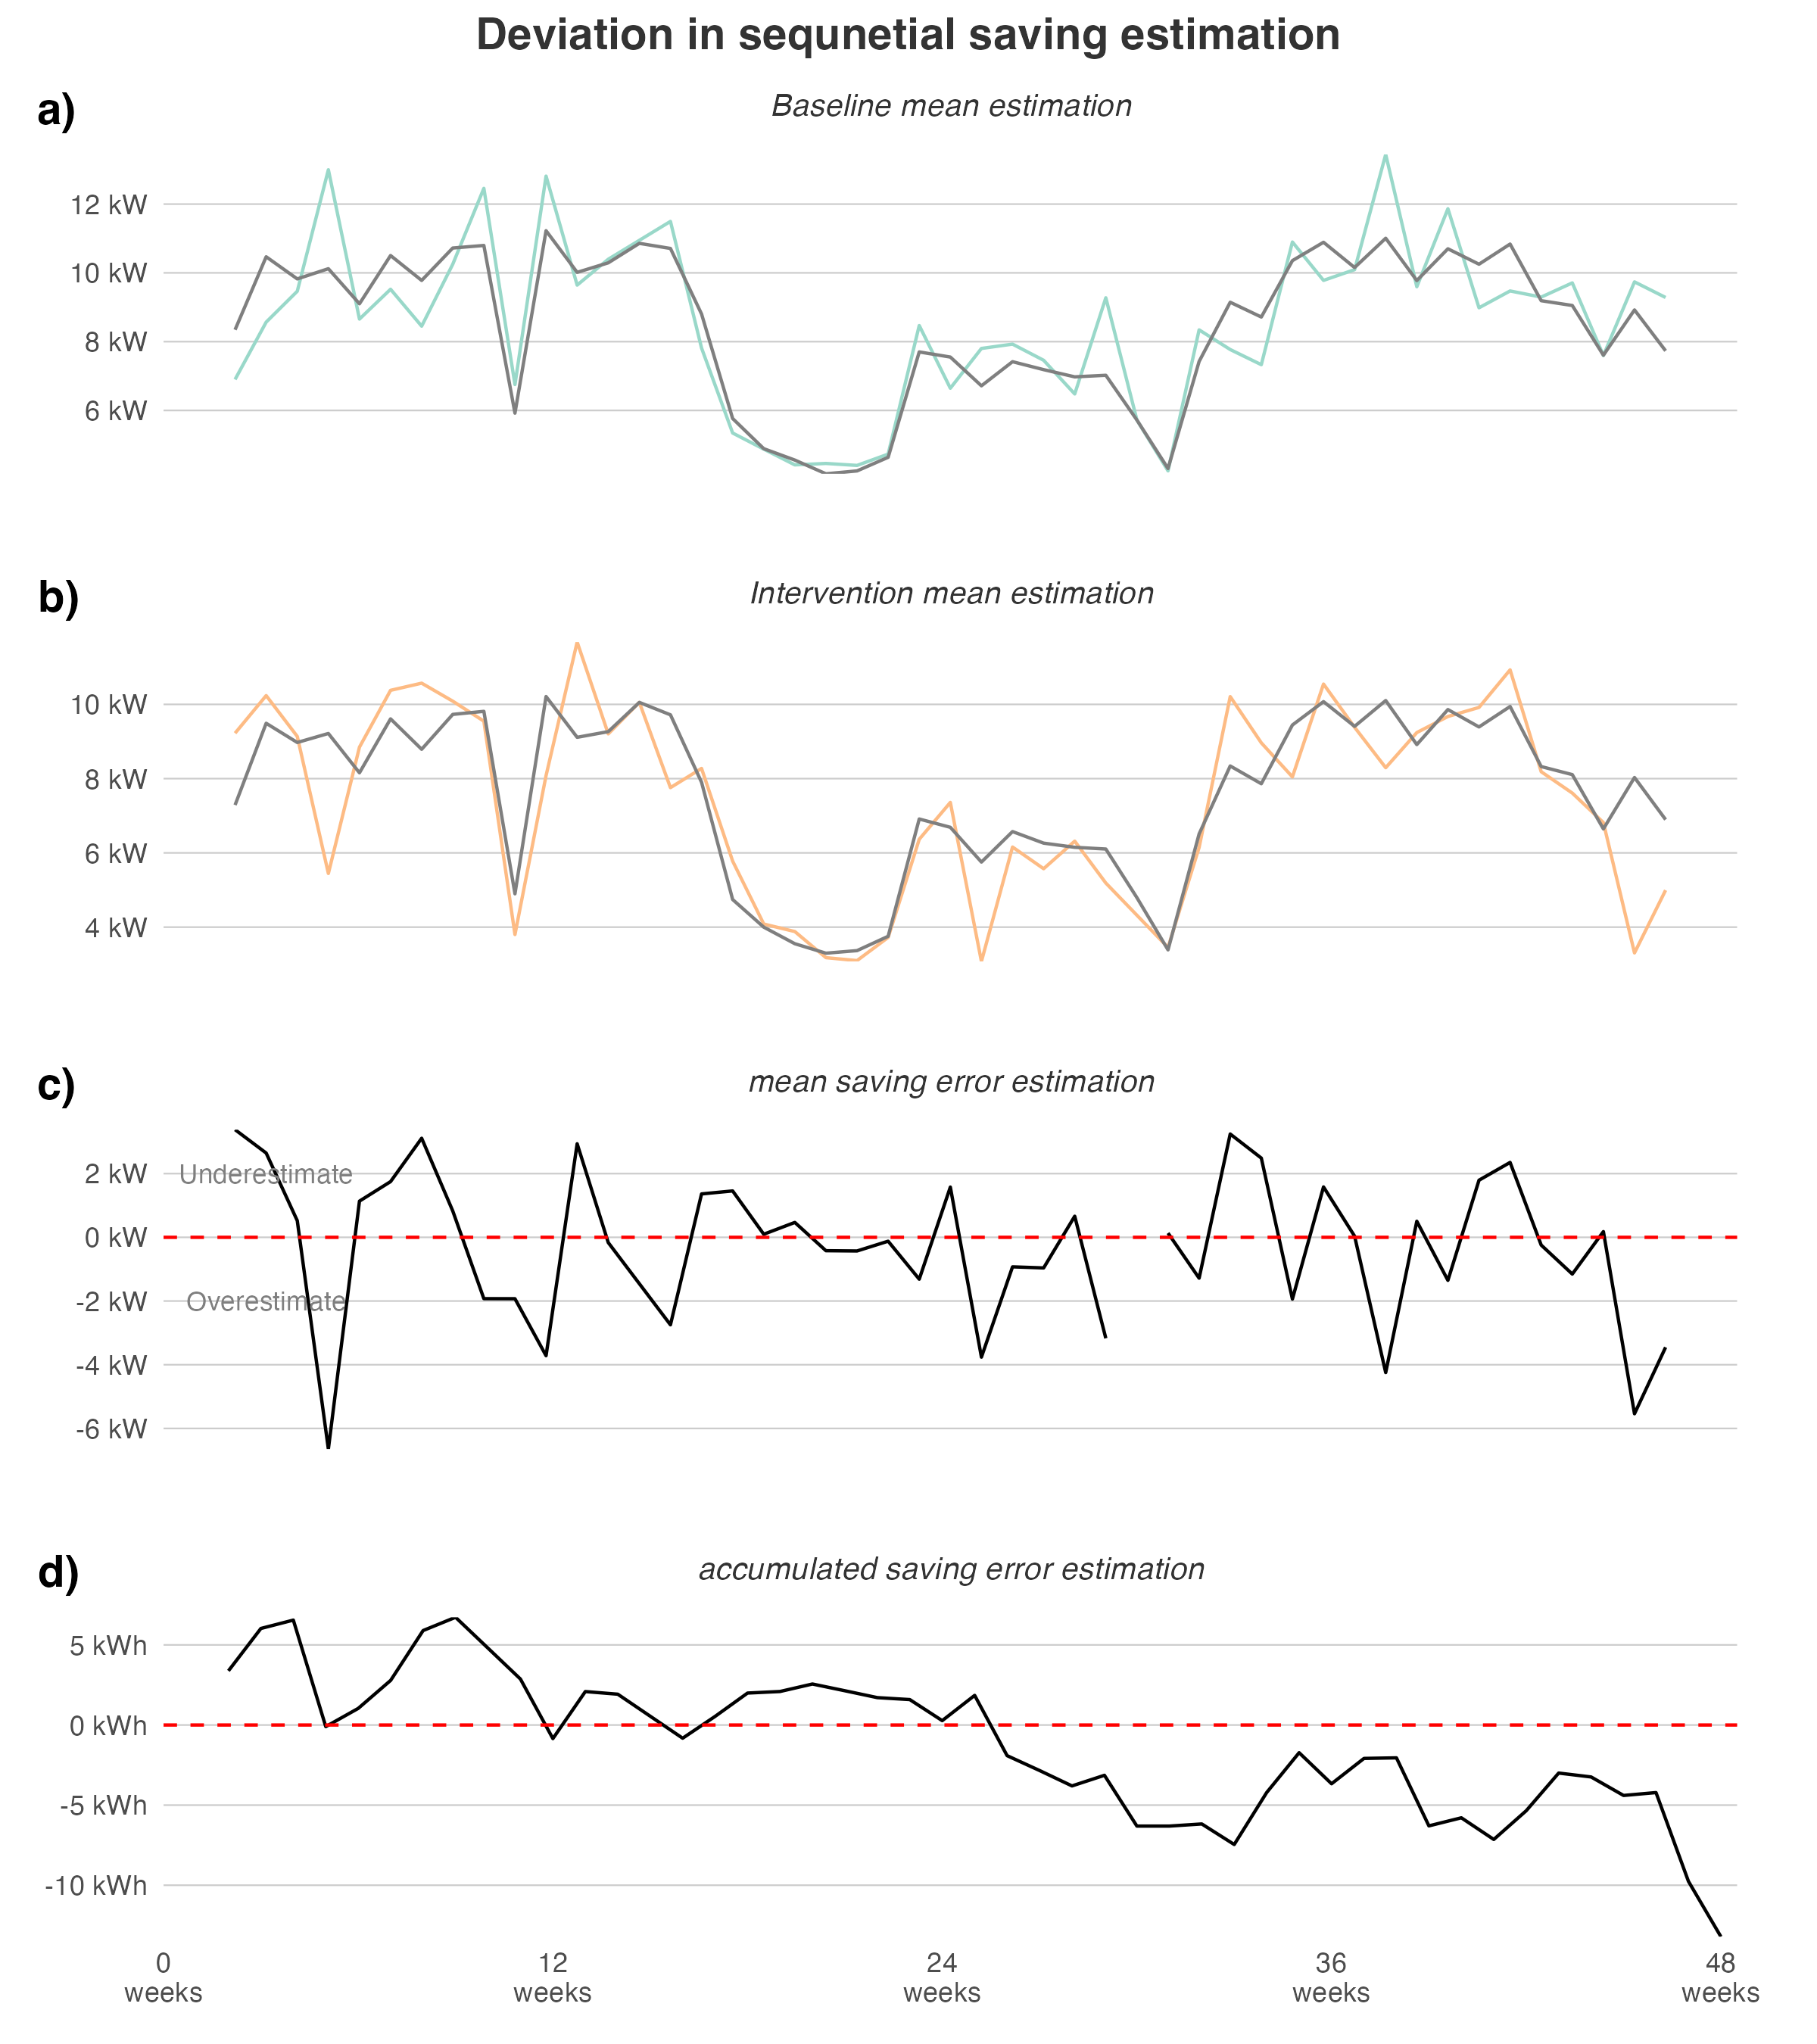 Deviation in sequnetial saving estimation
a)
Baseline mean estimation
12 kW
10 kW
8 kW
6 kW
b)
Intervention mean estimation
10 kW
8 kW
6 kW
4 kW
c)
mean saving error estimation
2 kW
Underestimate
0 kW
-2 kW
Overestimate
-4 kW
-6 kW
d)
accumulated saving error estimation
5 kWh
0 kWh
-5 kWh
-10 kWh
0 12 24 36 48
weeks weeks weeks weeks weeks